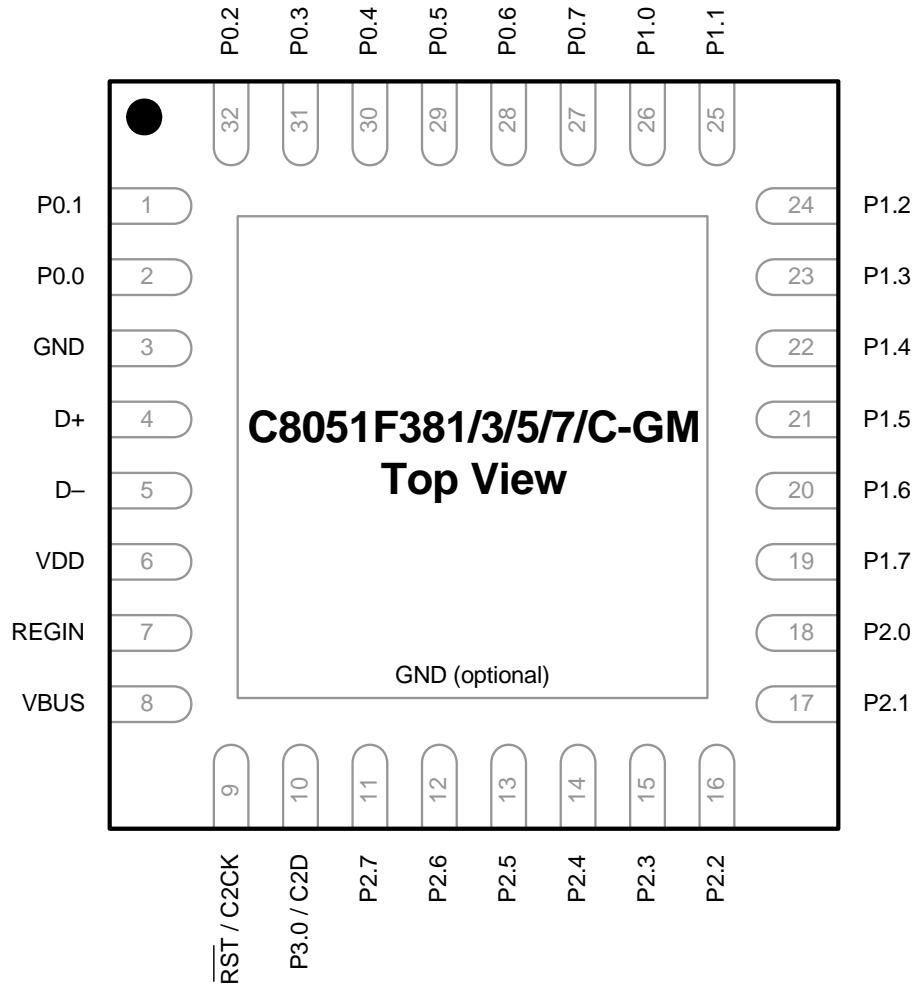 P0.2 P0.3 P0.4 P0.5 P0.6 P0.7 P1.0 P1.1
32 31 30 29 28 27 26 25
P0.1 1 24 P1.2
P0.0 2 23 P1.3
GND 3 22 P1.4
D+ 4 21 P1.5
C8051F381/3/5/7/C-GM
Top View
D– 5 20 P1.6
VDD 6 19 P1.7
REGIN 7 18 P2.0
GND (optional)
VBUS 8 17 P2.1
9 10 11 12 13 14 15 16
RST / C2CK P3.0 / C2D P2.7 P2.6 P2.5 P2.4 P2.3 P2.2